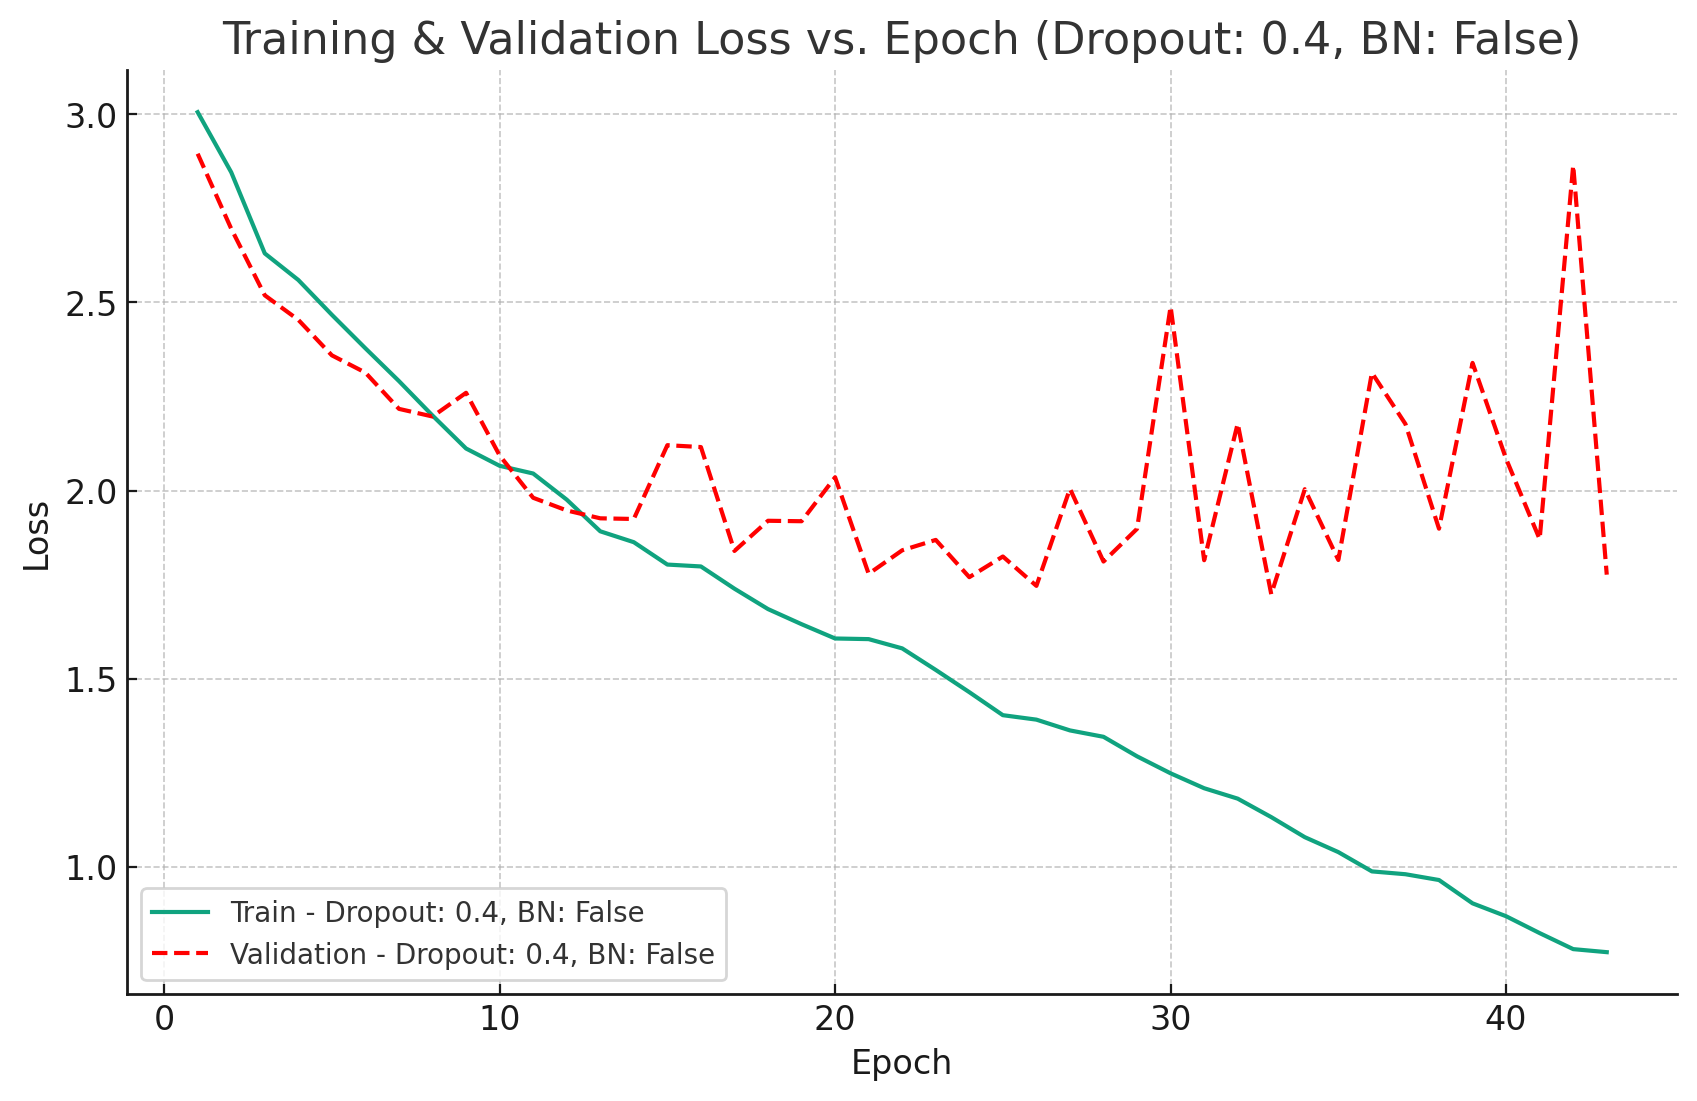 Training & Validation Loss vs. Epoch (Dropout: 0.4, BN: False)
3.0
2.5
2.0
1.5
1.0
Loss
Train - Dropout: 0.4, BN: False
Validation - Dropout: 0.4, BN: False
0 10 20 30 40
Epoch